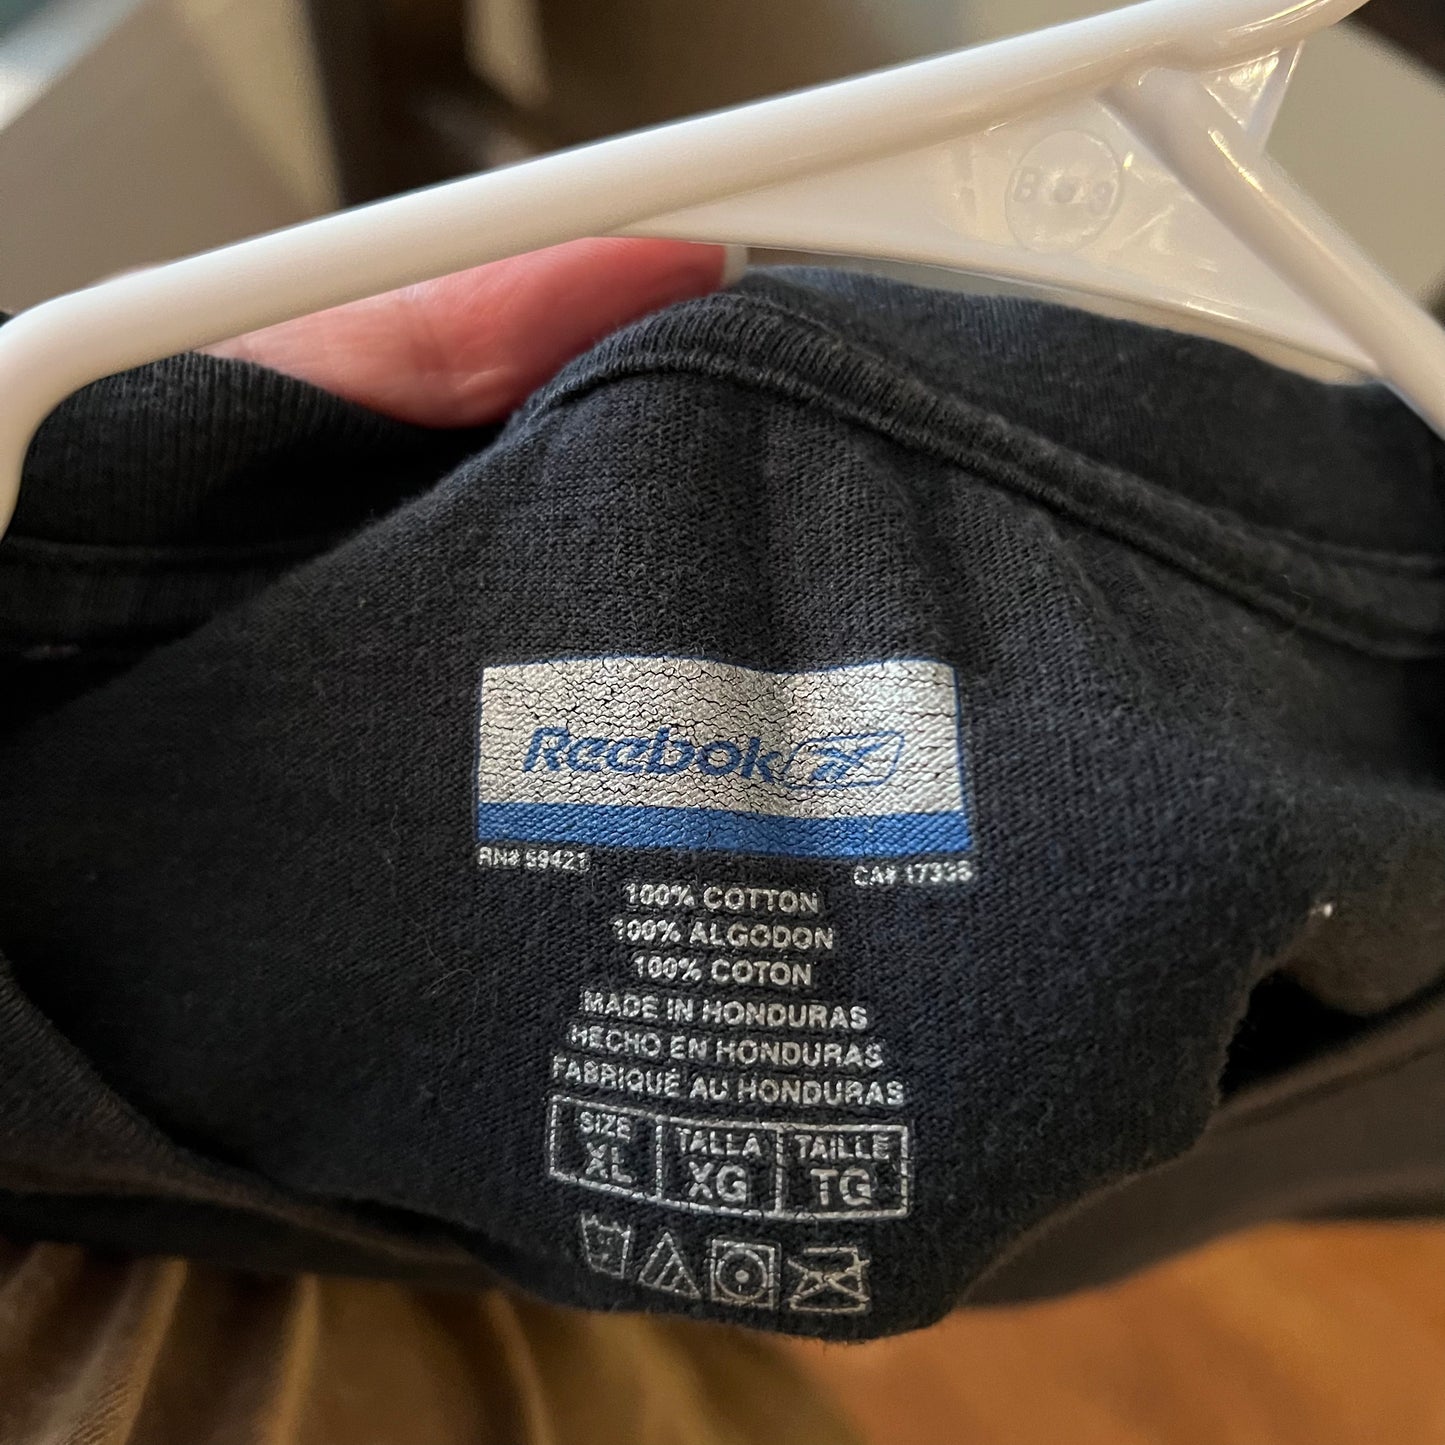 Reebok
RN# 59421
CA# 17338
100% COTTON
100% ALGODON
100% COTON
MADE IN HONDURAS
HECHO EN HONDURAS
FABRIQUÉ AU HONDURAS
SIZE TALLA TAILLE
XL XG TG